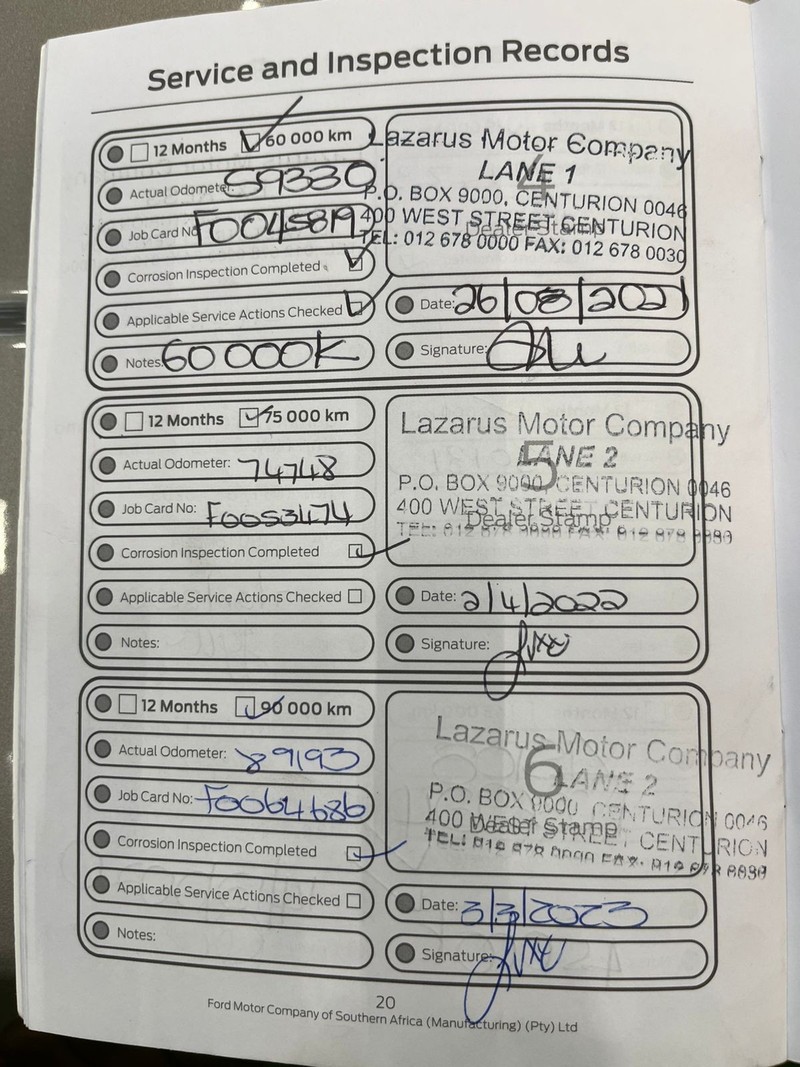 Service and Inspection Records
12 Months 60 000 km
Actual Odometer: 59330
Job Card No: F0045819
Corrosion Inspection Completed
Applicable Service Actions Checked
Notes: 60 000K
Lazarus Motor Company
LANE 1
4
P.O. BOX 9000, CENTURION 0046
400 WEST STREET CENTURION
Dealer Stamp
TEL: 012 678 0000 FAX: 012 678 0030
Date: 26/08/2021
Signature:
12 Months 75 000 km
Actual Odometer: 74748
Job Card No: F0053474
Corrosion Inspection Completed
Applicable Service Actions Checked
Notes:
Lazarus Motor Company
5
LANE 2
P.O. BOX 9000, CENTURION 0046
400 WEST STREET, CENTURION
Dealer Stamp
Date: 2/4/2022
Signature:
12 Months 90 000 km
Actual Odometer: 89193
Job Card No: F0064686
Corrosion Inspection Completed
Applicable Service Actions Checked
Notes:
Lazarus Motor Company
6
LANE 2
P.O. BOX 9000 CENTURION 0046
400 WEST STREET, CENTURION
Dealer Stamp
Date: 3/3/2023
Signature:
20
Ford Motor Company of Southern Africa (Manufacturing) (Pty) Ltd